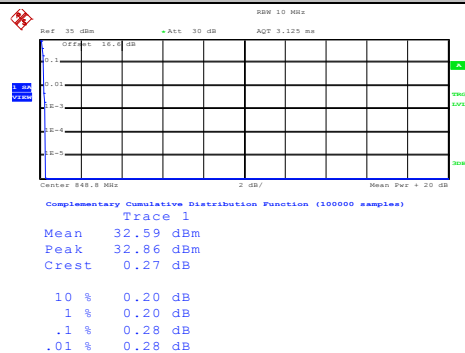 RBW 10 MHz
Ref 35 dBm Att 30 dB AQT 3.125 ms
Offset 16.6 dB
0.1
A
0.01
1 SA
VIEW
TRG
LVL
1E-3
1E-4
1E-5
3DB
Center 848.8 MHz 2 dB/ Mean Pwr + 20 dB
Complementary Cumulative Distribution Function (100000 samples)
Trace 1
Mean 32.59 dBm
Peak 32.86 dBm
Crest 0.27 dB
10 % 0.20 dB
1 % 0.20 dB
.1 % 0.28 dB
.01 % 0.28 dB